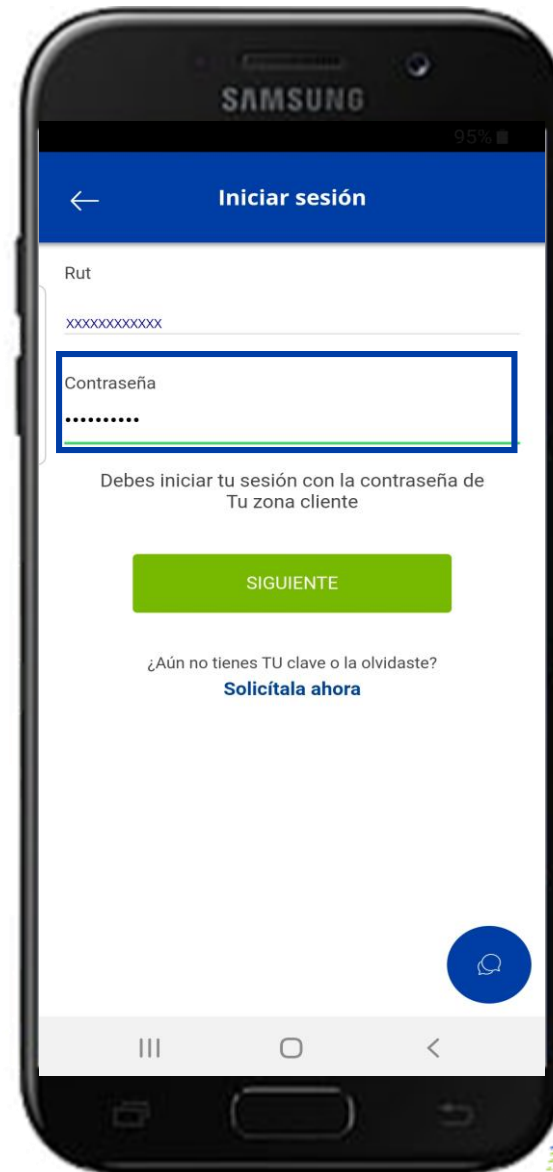 SAMSUNG
95%
Iniciar sesión
Rut
xxxxxxxxxxxx
Contraseña
••••••••••
Debes iniciar tu sesión con la contraseña de
Tu zona cliente
SIGUIENTE
¿Aún no tienes TU clave o la olvidaste?
Solicítala ahora